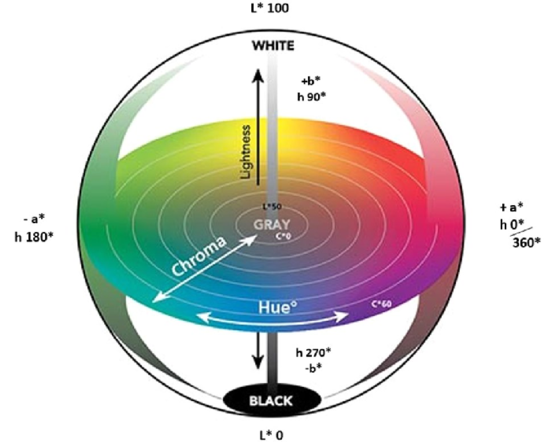 L* 100
WHITE
+b*
h 90*
Lightness
L*50
GRAY
C*0
- a*
h 180*
+ a*
h 0*
360*
Chroma
Hue°
C*60
h 270*
-b*
BLACK
L* 0